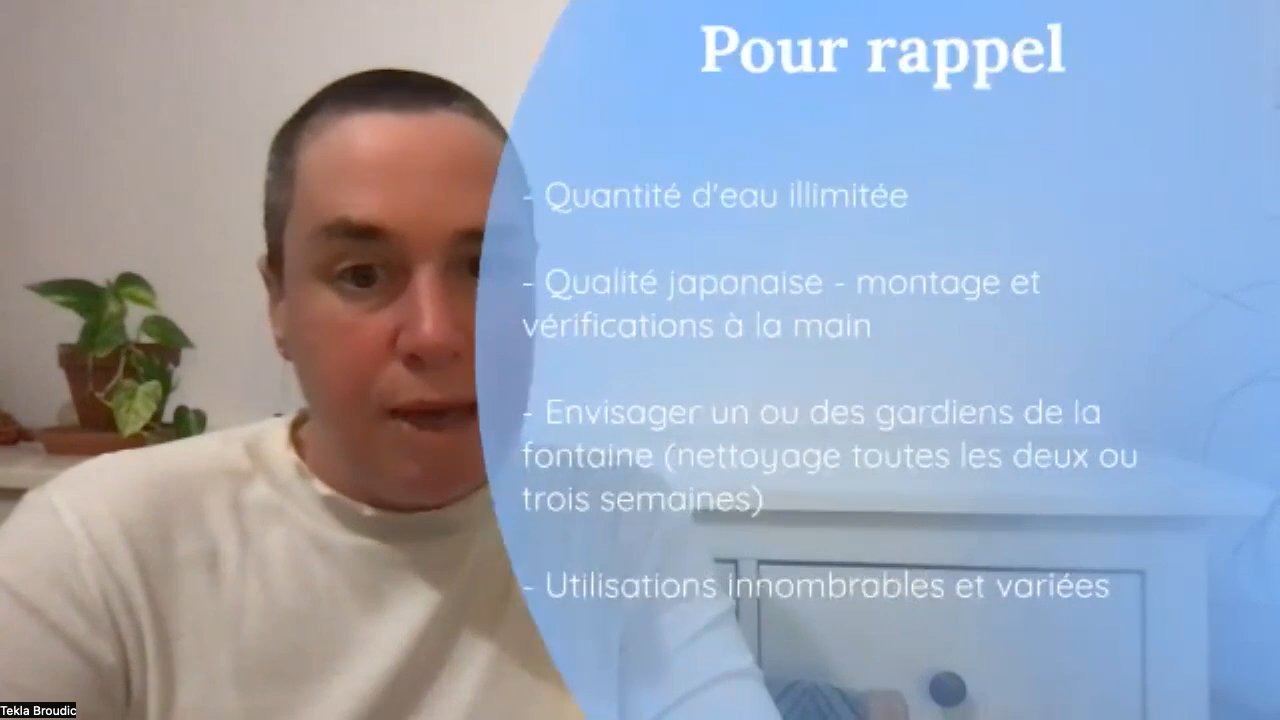 Pour rappel
- Quantité d'eau illimitée
- Qualité japonaise - montage et
vérifications à la main
- Envisager un ou des gardiens de la
fontaine (nettoyage toutes les deux ou
trois semaines)
- Utilisations innombrables et variées
Tekla Broudic